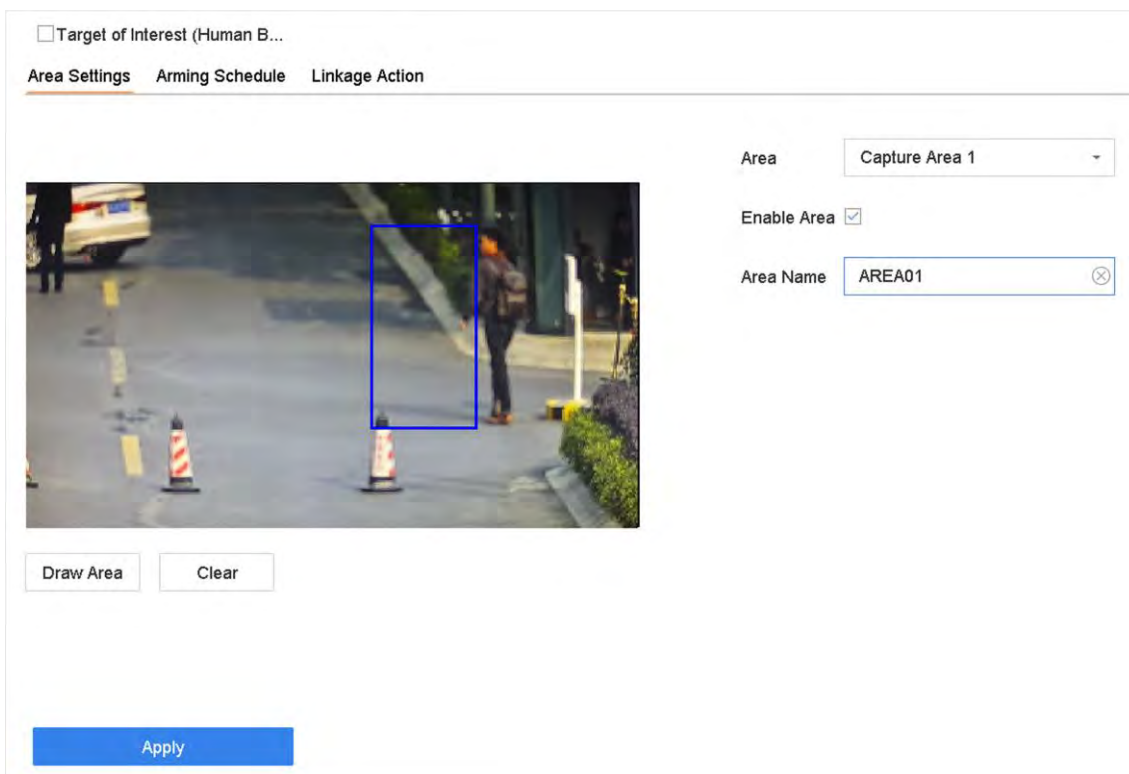 Target of Interest (Human B...
Area Settings Arming Schedule Linkage Action
Area Capture Area 1
Enable Area
Area Name AREA01
Draw Area Clear
Apply